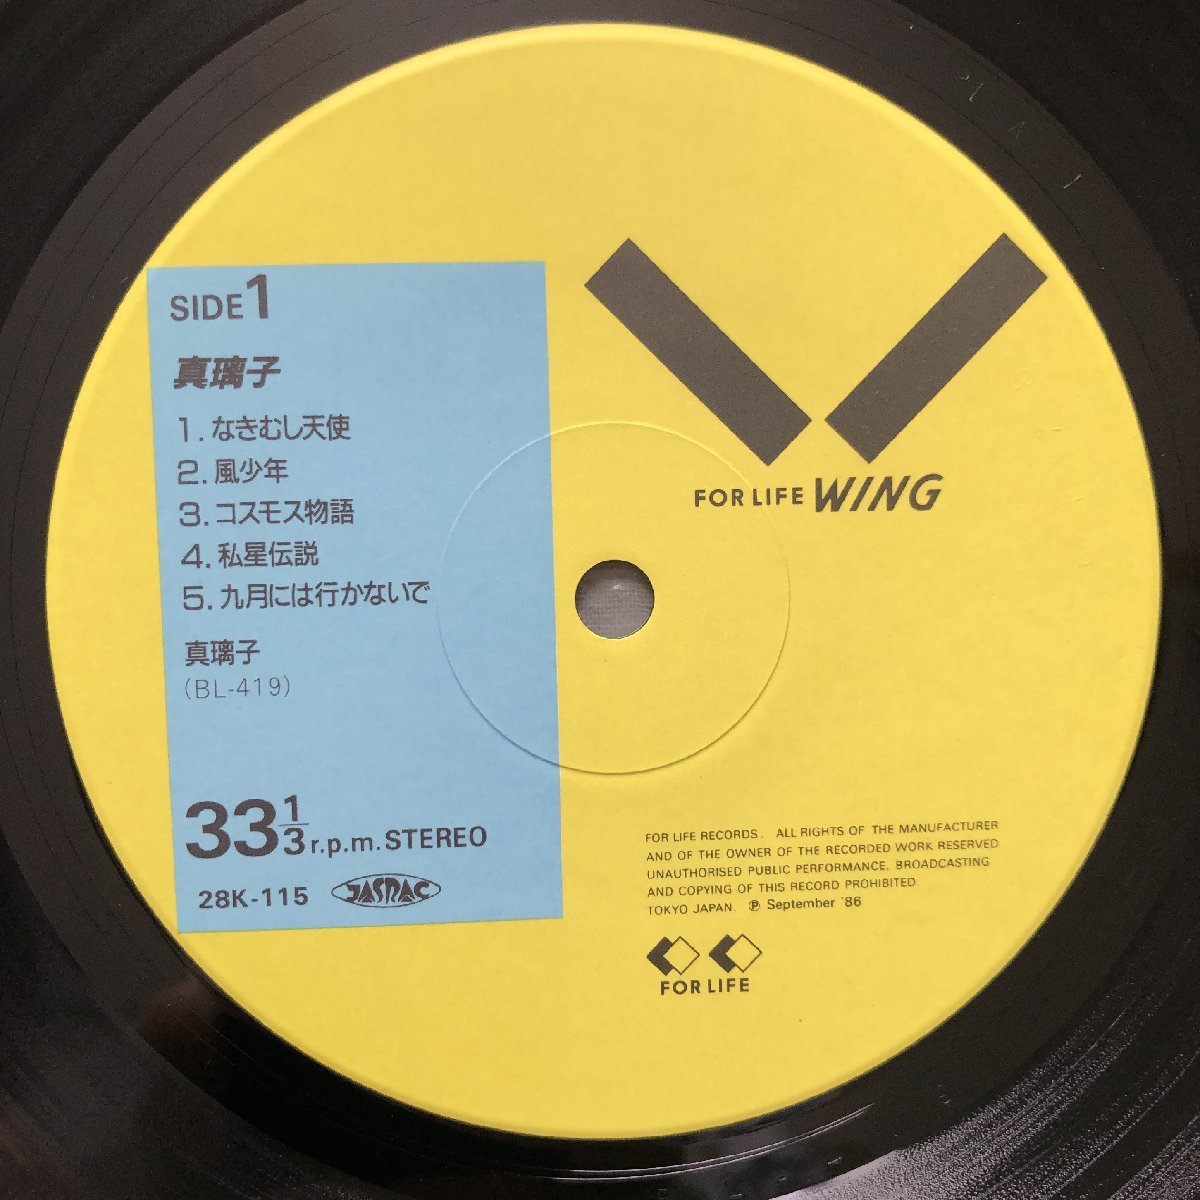 SIDE 1
真璃子
1. なきむし天使
2. 風少年
3. コスモス物語
4. 私星伝説
5. 九月には行かないで
真璃子
(BL-419)
33 1/3 r.p.m. STEREO
28K-115 JASRAC
FOR LIFE WING
FOR LIFE RECORDS. ALL RIGHTS OF THE MANUFACTURER
AND OF THE OWNER OF THE RECORDED WORK RESERVED
UNAUTHORISED PUBLIC PERFORMANCE, BROADCASTING
AND COPYING OF THIS RECORD PROHIBITED.
TOKYO JAPAN. Ⓟ September '86
FOR LIFE